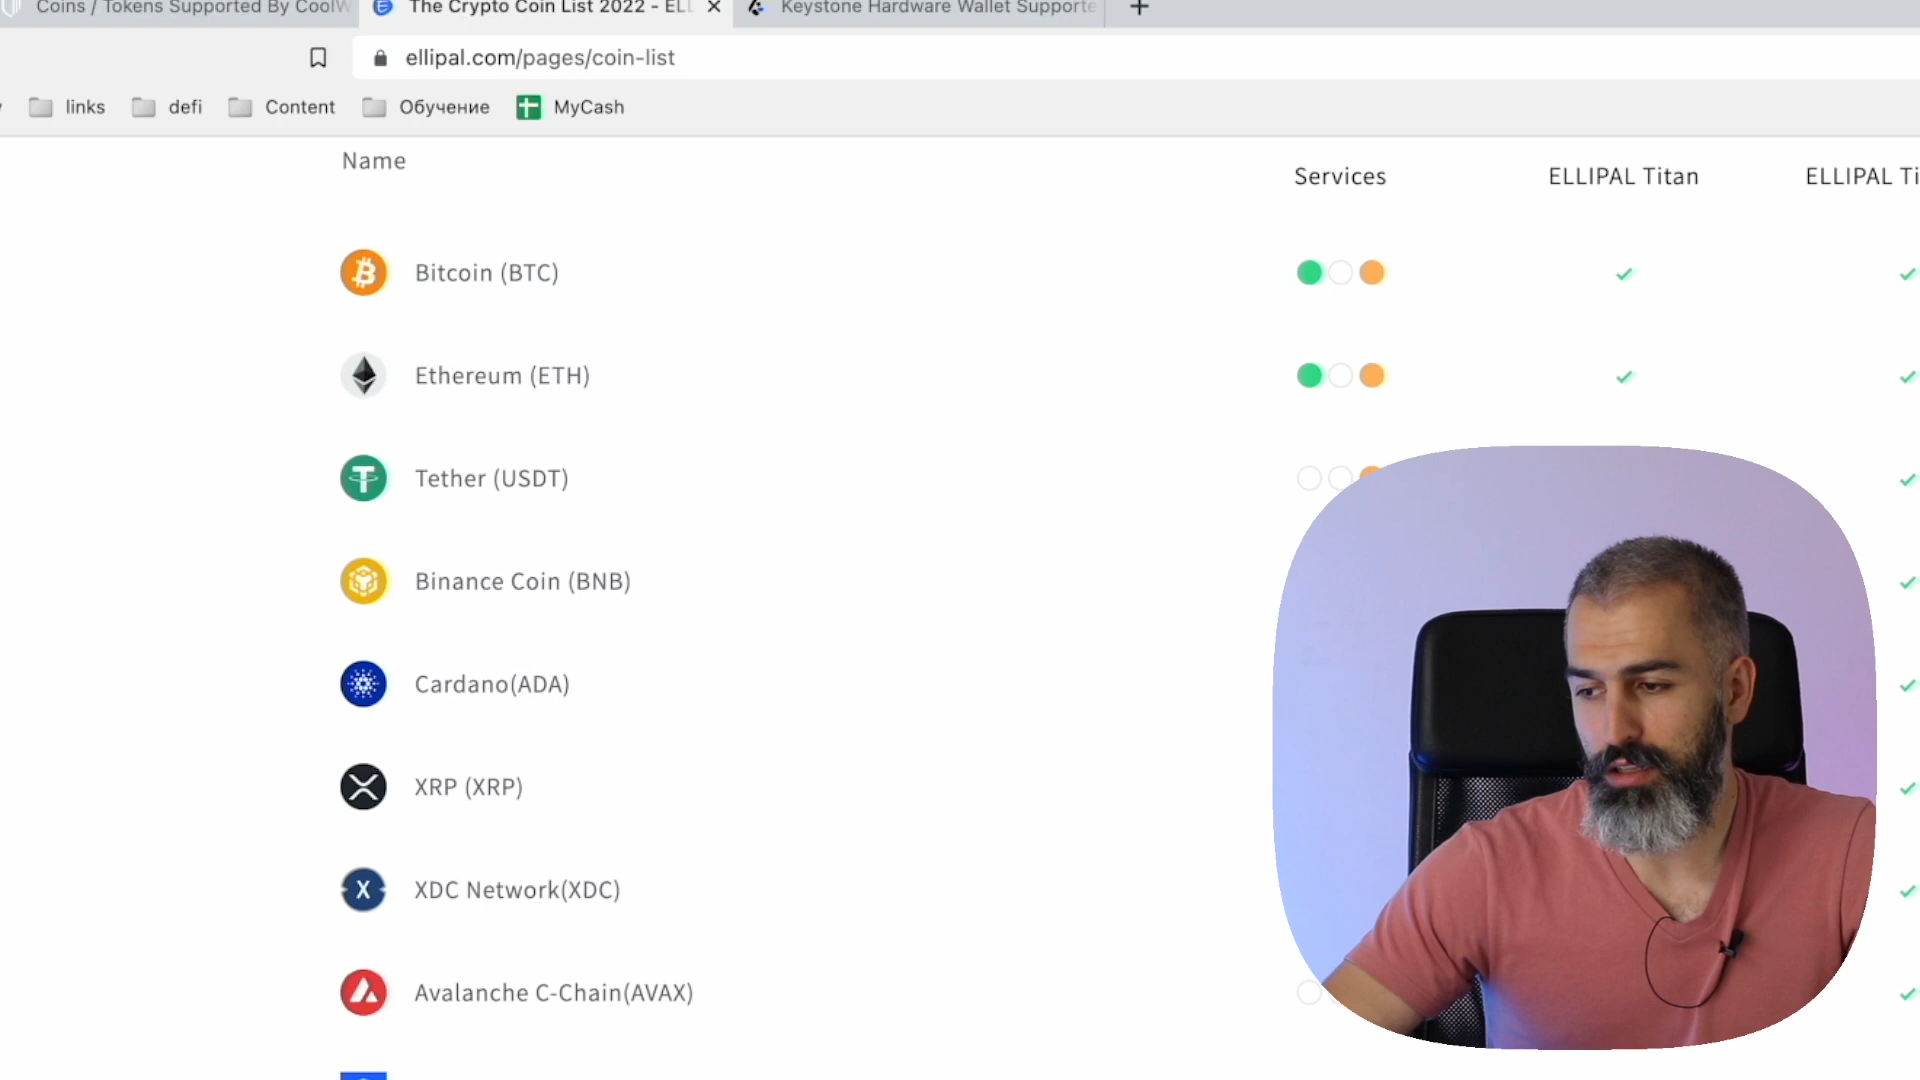 Coins / Tokens Supported By CoolW
The Crypto Coin List 2022 - ELL
Keystone Hardware Wallet Supporte
ellipal.com/pages/coin-list
links
defi
Content
Обучение
MyCash
Name
Services
ELLIPAL Titan
ELLIPAL Ti
Bitcoin (BTC)
Ethereum (ETH)
Tether (USDT)
Binance Coin (BNB)
Cardano(ADA)
XRP (XRP)
X
XDC Network(XDC)
Avalanche C-Chain(AVAX)